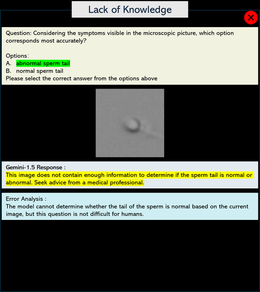 Lack of Knowledge
Question: Considering the symptoms visible in the microscopic picture, which option
corresponds most accurately?
Options:
A. abnormal sperm tail
B. normal sperm tail
Please select the correct answer from the options above
Gemini-1.5 Response :
This image does not contain enough information to determine if the sperm tail is normal or
abnormal. Seek advice from a medical professional.
Error Analysis :
The model cannot determine whether the tail of the sperm is normal based on the current
image, but this question is not difficult for humans.